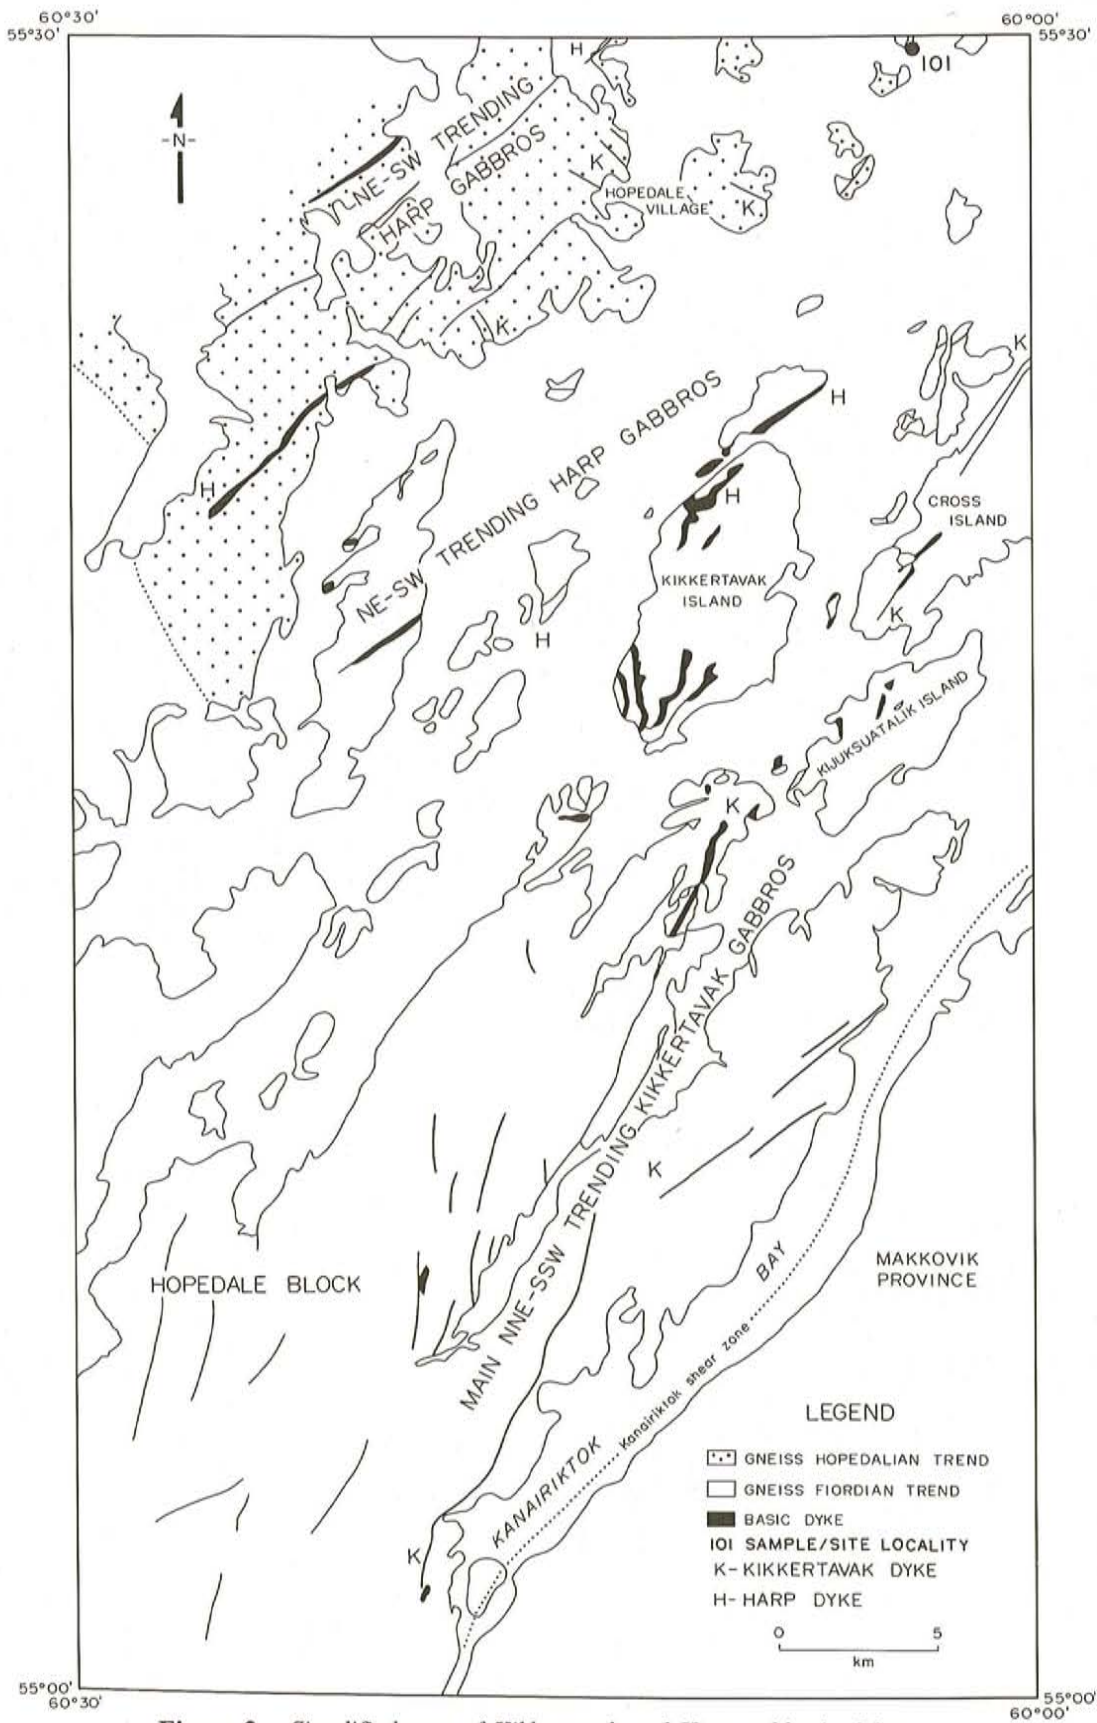 60°30'
60°00'
55°30'
55°30'
H
101
-N-
NE-SW TRENDING
HARP GABBROS
K
HOPEDALE
VILLAGE
K
K
K
NE-SW TRENDING HARP GABBROS
H
H
H
CROSS
ISLAND
KIKKERTAVAK
ISLAND
K
H
KIJUKSUATALIK ISLAND
K
MAIN NNE-SSW TRENDING KIKKERTAVAK GABBROS
K
HOPEDALE BLOCK
MAKKOVIK
PROVINCE
KANAIRIKTOK BAY
Kanairiktok shear zone
K
LEGEND
GNEISS HOPEDALIAN TREND
GNEISS FIORDIAN TREND
BASIC DYKE
101 SAMPLE/SITE LOCALITY
K-KIKKERTAVAK DYKE
H-HARP DYKE
0 5
km
55°00'
55°00'
60°30'
60°00'